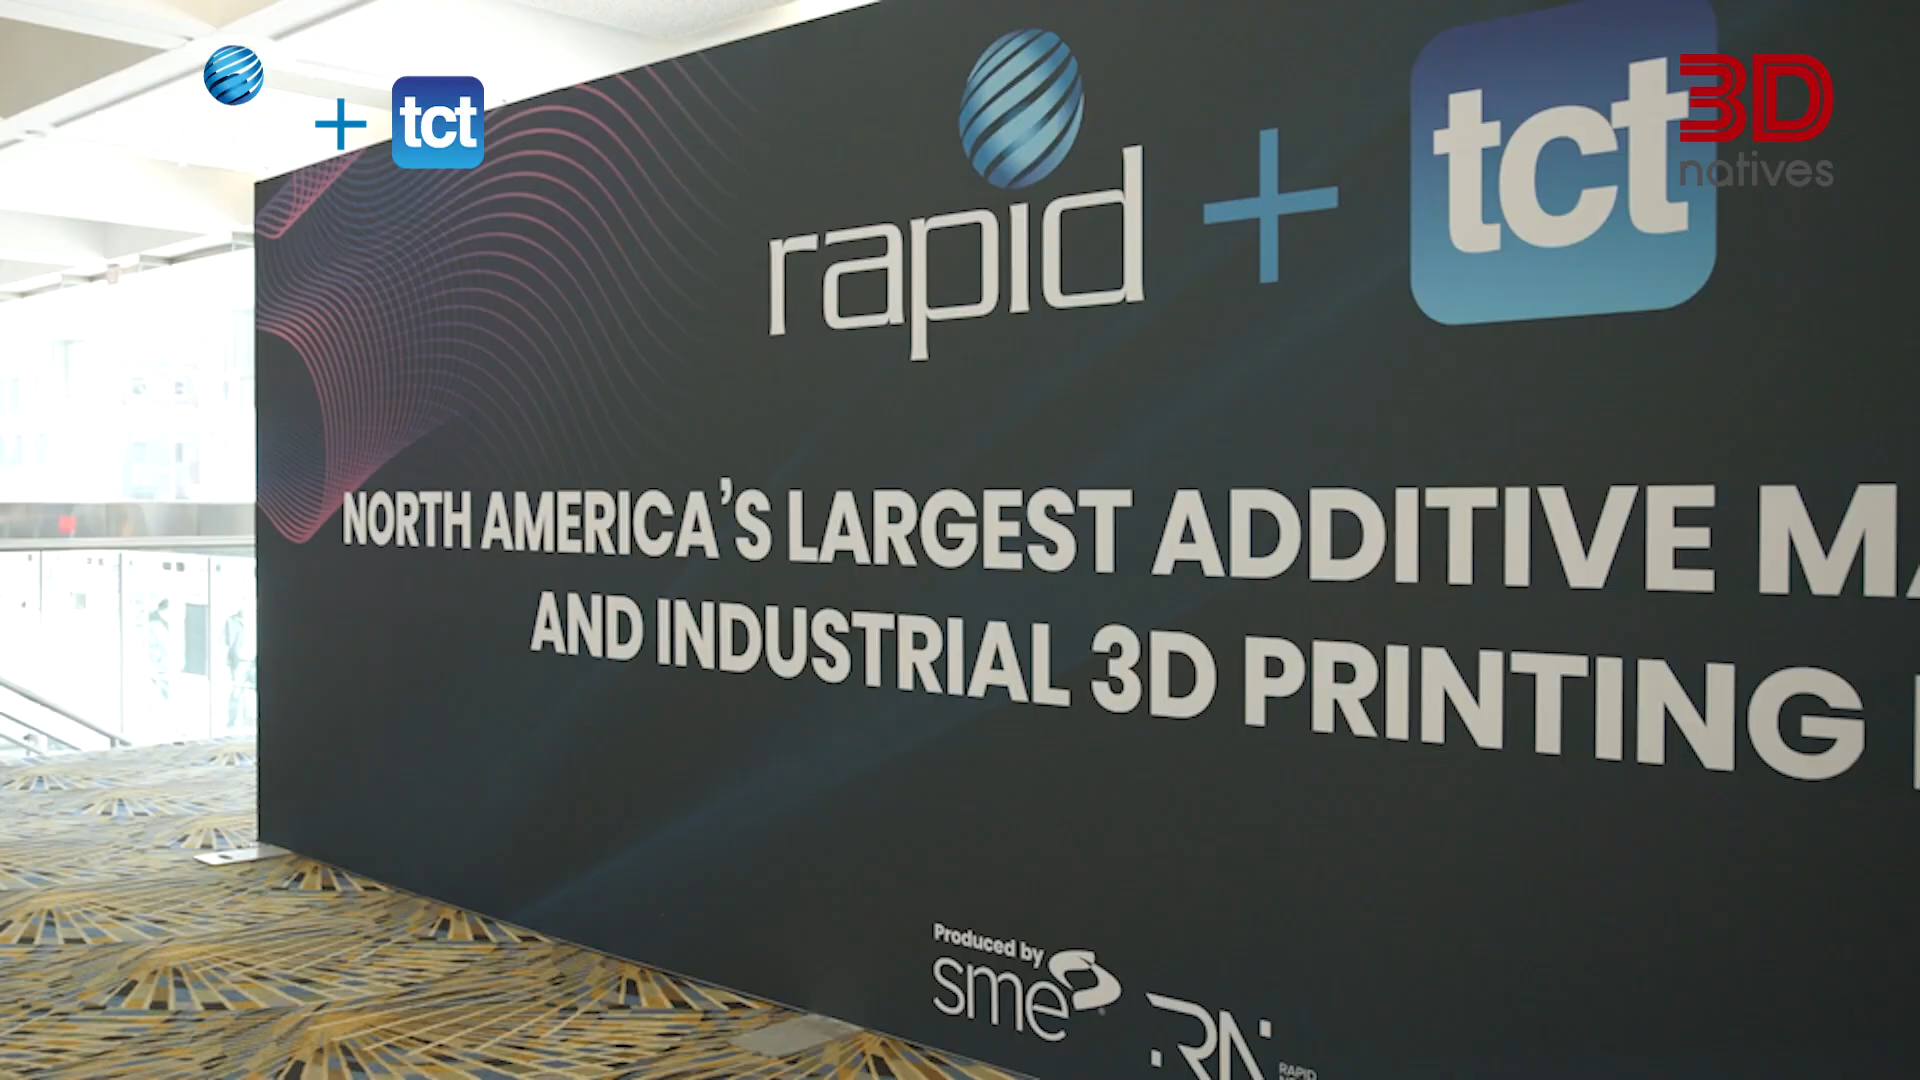 tct
3D
natives
rapid + tct
NORTH AMERICA'S LARGEST ADDITIVE
AND INDUSTRIAL 3D PRINTING
Produced by
sme
RAPID